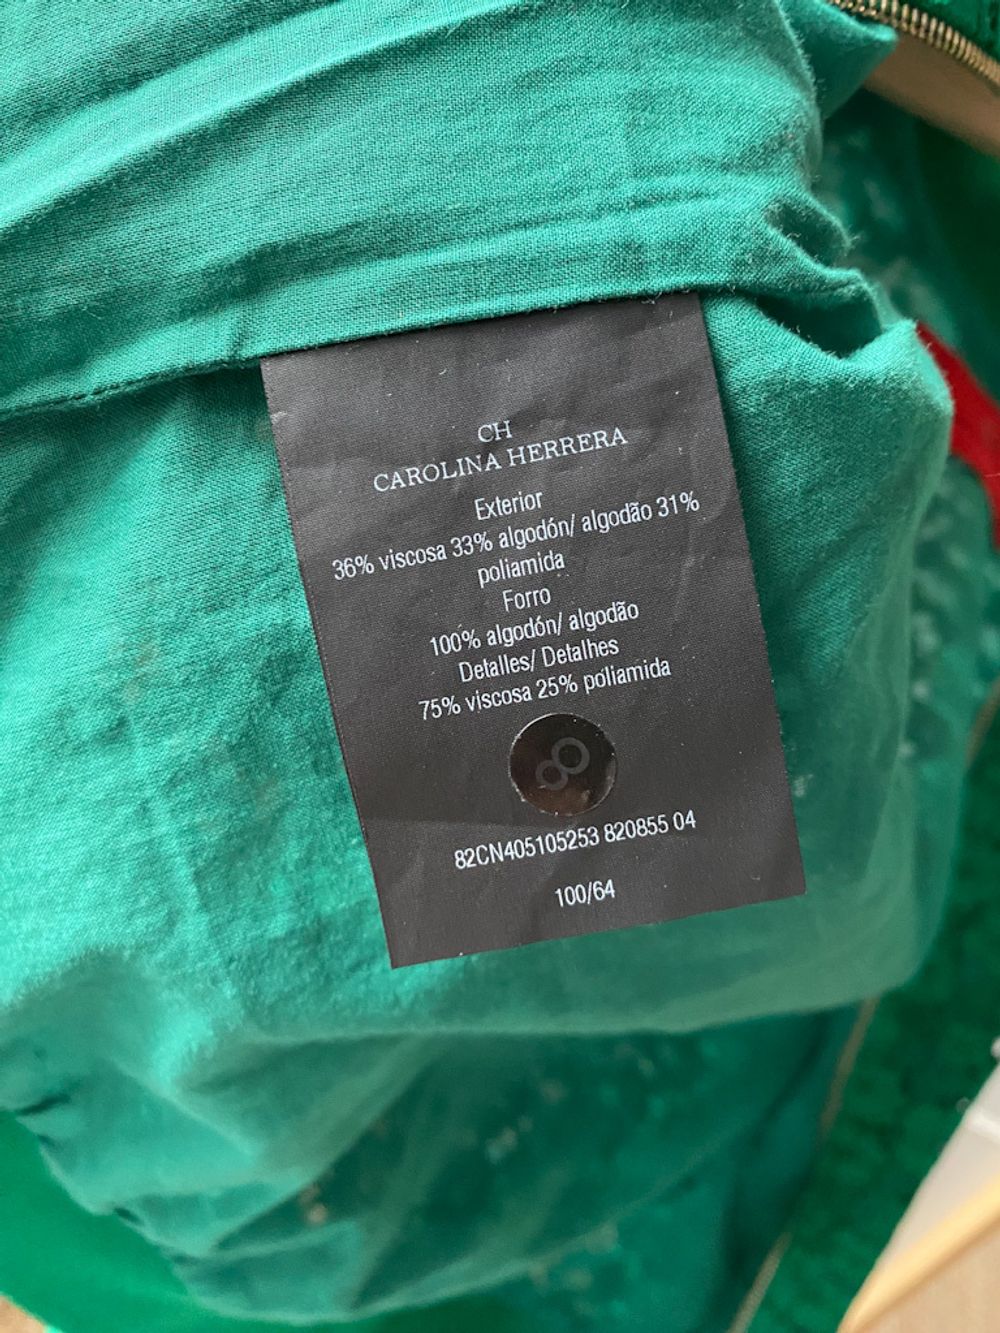 CH
CAROLINA HERRERA
Exterior
36% viscosa 33% algodón/ algodão 31%
poliamida
Forro
100% algodón/ algodão
Detalles/ Detalhes
75% viscosa 25% poliamida
82CN405105253 820855 04
100/64